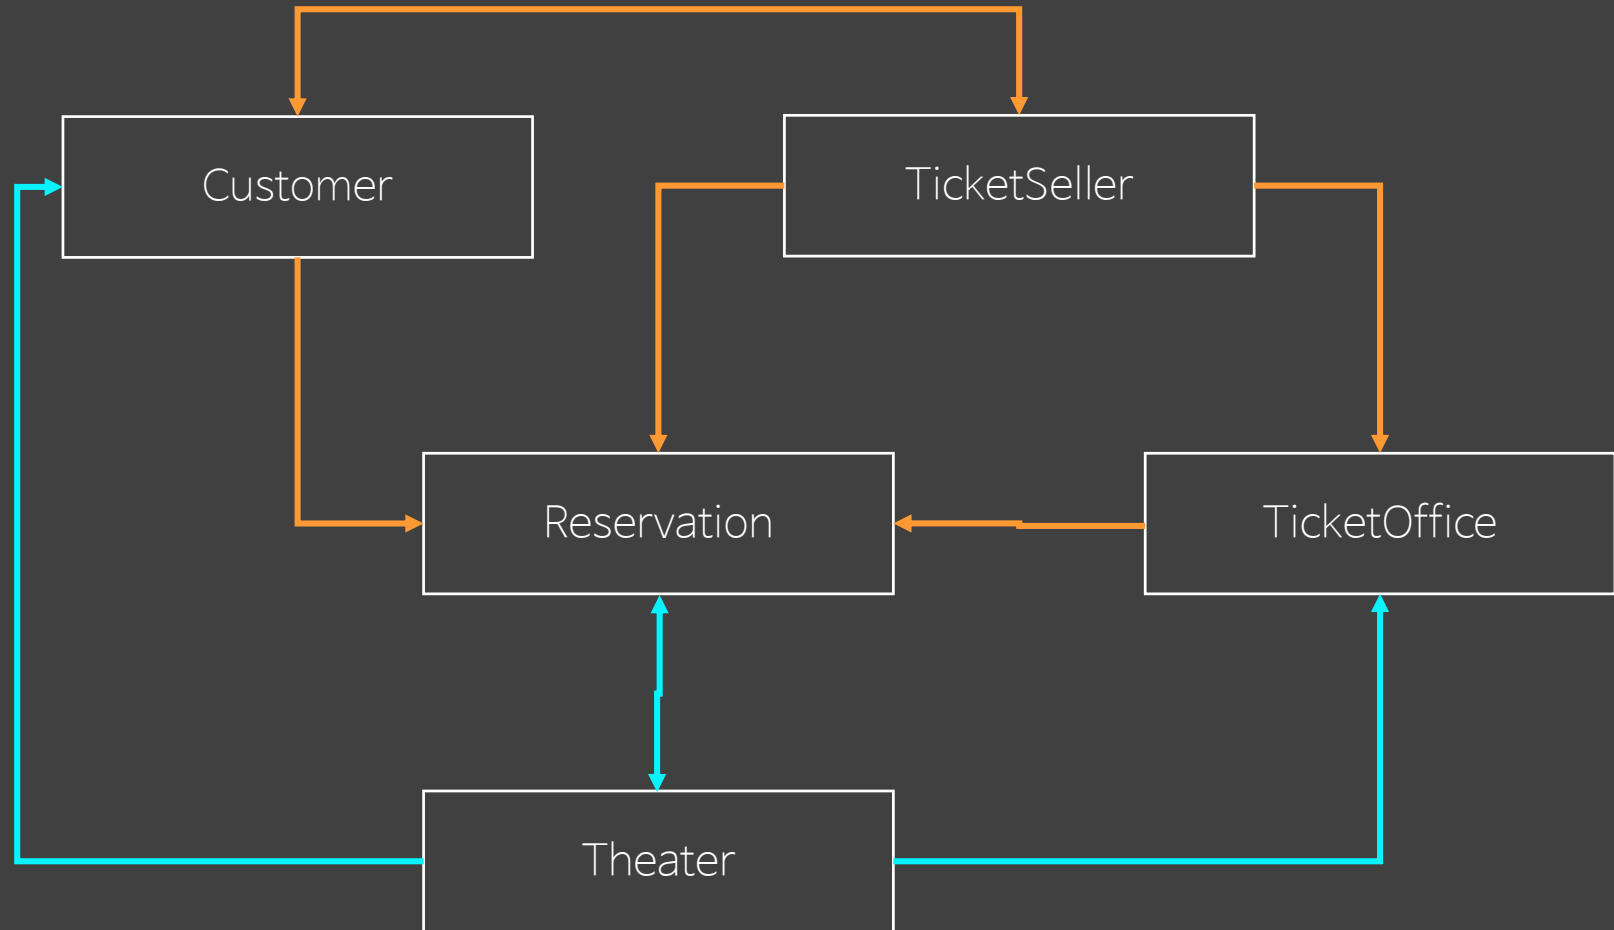 Customer
TicketSeller
Reservation
TicketOffice
Theater